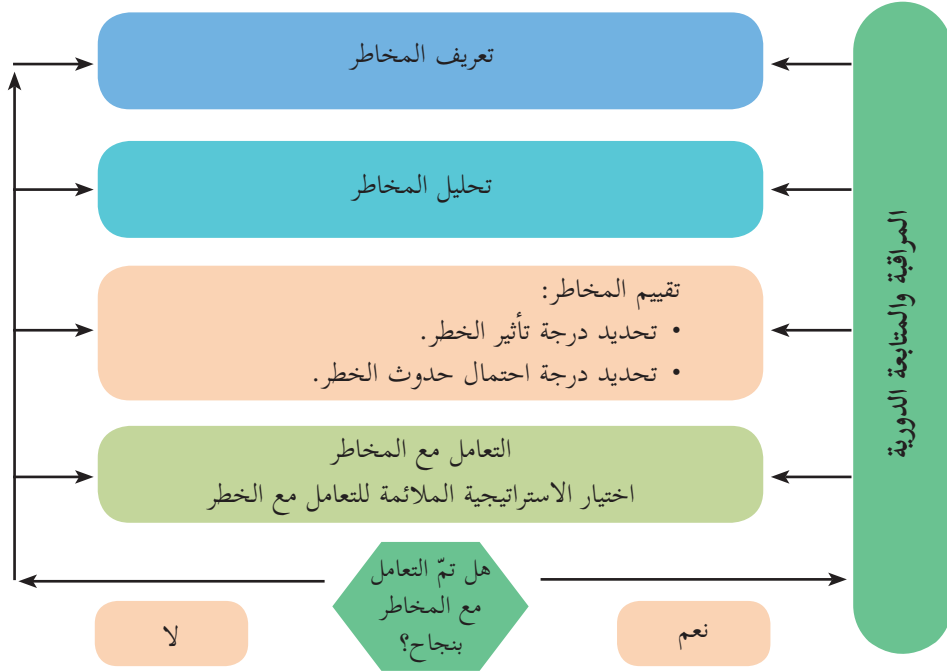 تعريف المخاطر
تحليل المخاطر
تقييم المخاطر:
• تحديد درجة تأثير الخطر.
• تحديد درجة احتمال حدوث الخطر.
التعامل مع المخاطر
اختيار الاستراتيجية الملائمة للتعامل مع الخطر
هل تمّ التعامل
مع المخاطر
بنجاح؟
نعم
لا
المراقبة والمتابعة الدورية